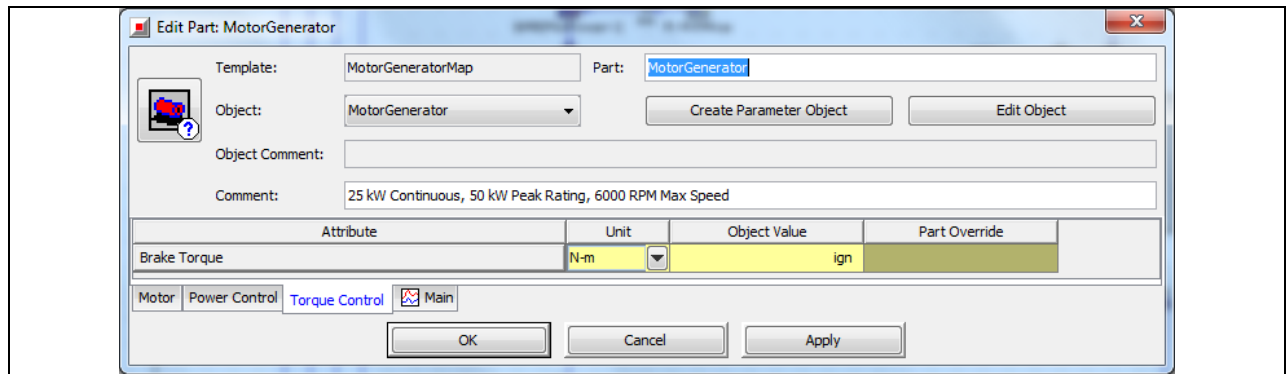 Edit Part: MotorGenerator
Template: MotorGeneratorMap Part: MotorGenerator
Object: MotorGenerator Create Parameter Object Edit Object
Object Comment:
Comment: 25 kW Continuous, 50 kW Peak Rating, 6000 RPM Max Speed
Attribute Unit Object Value Part Override
Brake Torque N-m ign
Motor Power Control Torque Control Main
OK Cancel Apply